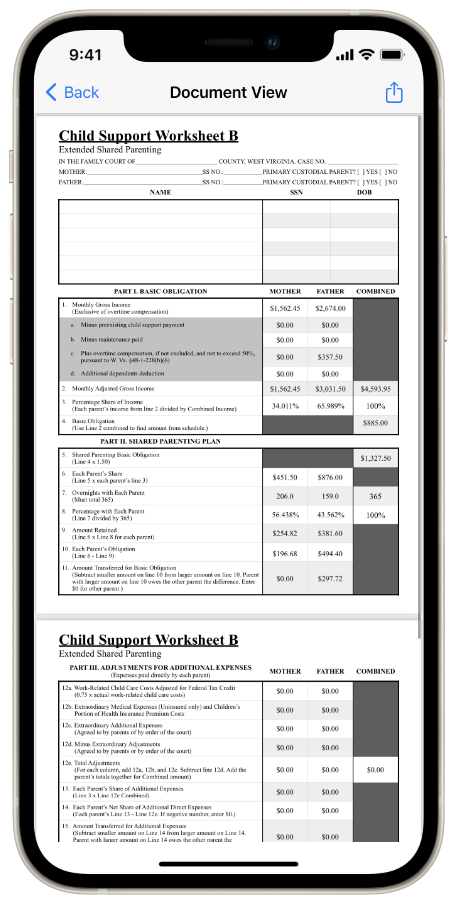 9:41
Back
Document View
Child Support Worksheet B
Extended Shared Parenting
IN THE FAMILY COURT OF COUNTY, WEST VIRGINIA. CASE NO.
MOTHER: SS NO.: PRIMARY CUSTODIAL PARENT? [ ] YES [ ] NO
FATHER: SS NO.: PRIMARY CUSTODIAL PARENT? [ ] YES [ ] NO
NAME SSN DOB
PART I. BASIC OBLIGATION MOTHER FATHER COMBINED
1. Monthly Gross Income
(Exclusive of overtime compensation) $1,562.45 $2,674.00
a. Minus preexisting child support payment $0.00 $0.00
b. Minus maintenance paid $0.00 $0.00
c. Plus overtime compensation, if not excluded, and not to exceed 50%,
pursuant to W. Va. §48-1-228(b)(6) $0.00 $357.50
d. Additional dependents deduction $0.00 $0.00
2. Monthly Adjusted Gross Income $1,562.45 $3,031.50 $4,593.95
3. Percentage Share of Income
(Each parent's income from line 2 divided by Combined Income) 34.011% 65.989% 100%
4. Basic Obligation
(Use Line 2 combined to find amount from schedule.) $885.00
PART II. SHARED PARENTING PLAN
5. Shared Parenting Basic Obligation
(Line 4 x 1.50) $1,327.50
6. Each Parent's Share
(Line 5 x each parent's line 3) $451.50 $876.00
7. Overnights with Each Parent
(Must total 365) 206.0 159.0 365
8. Percentage with Each Parent
(Line 7 divided by 365) 56.438% 43.562% 100%
9. Amount Retained
(Line 6 x Line 8 for each parent) $254.82 $381.60
10. Each Parent's Obligation
(Line 6 - Line 9) $196.68 $494.40
11. Amount Transferred for Basic Obligation
(Subtract smaller amount on line 10 from larger amount on line 10. Parent
with larger amount on line 10 owes the other parent the difference. Enter
$0 for other parent.) $0.00 $297.72
Child Support Worksheet B
Extended Shared Parenting
PART III. ADJUSTMENTS FOR ADDITIONAL EXPENSES
(Expenses paid directly by each parent) MOTHER FATHER COMBINED
12a. Work-Related Child Care Costs Adjusted for Federal Tax Credit
(0.75 x actual work-related child care costs) $0.00 $0.00
12b. Extraordinary Medical Expenses (Uninsured only) and Children's
Portion of Health Insurance Premium Costs $0.00 $0.00
12c. Extraordinary Additional Expenses
(Agreed to by parents of by order of the court) $0.00 $0.00
12d. Minus Extraordinary Adjustments
(Agreed to by parents or by order of the court) $0.00 $0.00
12e. Total Adjustments
(For each column, add 12a, 12b, and 12c. Subtract line 12d. Add the
parent's totals together for Combined amount) $0.00 $0.00 $0.00
13. Each Parent's Share of Additional Expenses
(Line 3 x Line 12e Combined) $0.00 $0.00
14. Each Parent's Net Share of Additional Direct Expenses
(Each parent's Line 13 - Line 12e. If negative number, enter $0.) $0.00 $0.00
15. Amount Transferred for Additional Expenses
(Subtract smaller amount on Line 14 from larger amount on Line 14.
Parent with larger amount on Line 14 owes the other parent the $0.00 $0.00